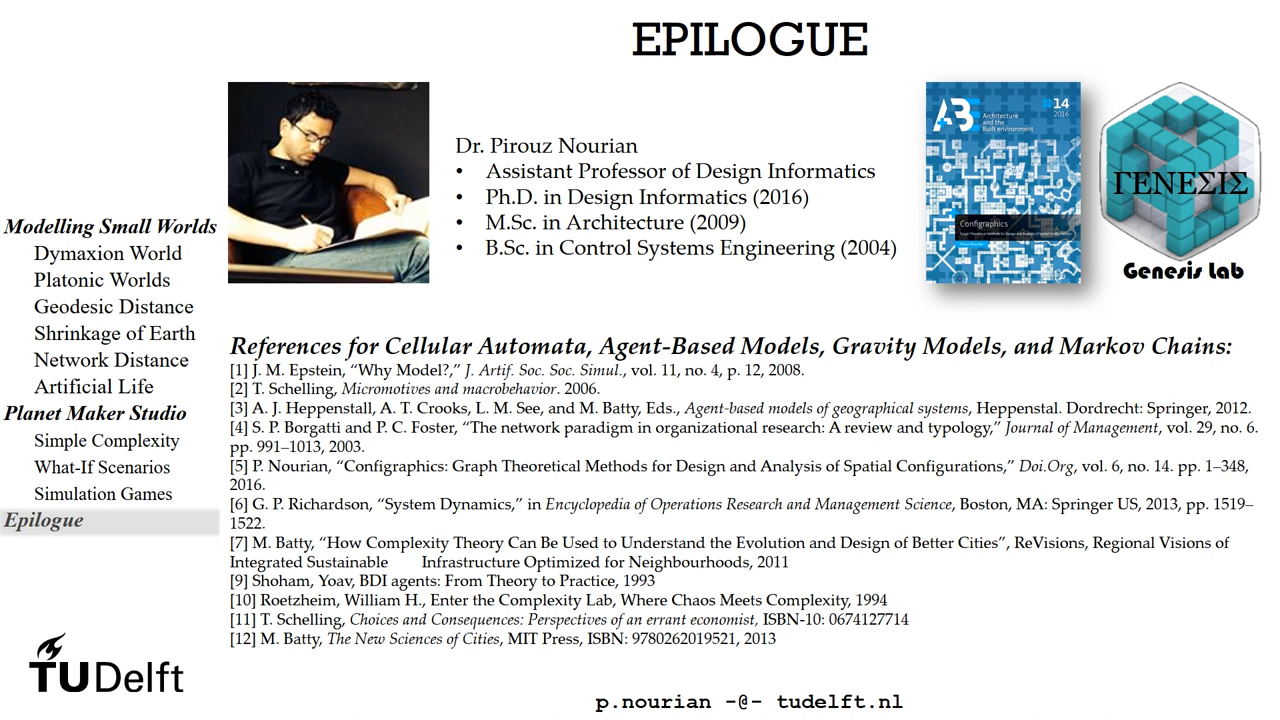 EPILOGUE
Modelling Small Worlds
Dymaxion World
Platonic Worlds
Geodesic Distance
Shrinkage of Earth
Network Distance
Artificial Life
Planet Maker Studio
Simple Complexity
What-If Scenarios
Simulation Games
Epilogue
Dr. Pirouz Nourian
• Assistant Professor of Design Informatics
• Ph.D. in Design Informatics (2016)
• M.Sc. in Architecture (2009)
• B.Sc. in Control Systems Engineering (2004)
#14
2016
Architecture
and the
Built environment
Configraphics
ΓΕΝΕΣΙΣ
Genesis Lab
References for Cellular Automata, Agent-Based Models, Gravity Models, and Markov Chains:
[1] J. M. Epstein, “Why Model?,” J. Artif. Soc. Soc. Simul., vol. 11, no. 4, p. 12, 2008.
[2] T. Schelling, Micromotives and macrobehavior. 2006.
[3] A. J. Heppenstall, A. T. Crooks, L. M. See, and M. Batty, Eds., Agent-based models of geographical systems, Heppenstal. Dordrecht: Springer, 2012.
[4] S. P. Borgatti and P. C. Foster, “The network paradigm in organizational research: A review and typology,” Journal of Management, vol. 29, no. 6.
pp. 991–1013, 2003.
[5] P. Nourian, “Configraphics: Graph Theoretical Methods for Design and Analysis of Spatial Configurations,” Doi.Org, vol. 6, no. 14. pp. 1–348,
2016.
[6] G. P. Richardson, “System Dynamics,” in Encyclopedia of Operations Research and Management Science, Boston, MA: Springer US, 2013, pp. 1519–
1522.
[7] M. Batty, “How Complexity Theory Can Be Used to Understand the Evolution and Design of Better Cities”, ReVisions, Regional Visions of
Integrated Sustainable Infrastructure Optimized for Neighbourhoods, 2011
[9] Shoham, Yoav, BDI agents: From Theory to Practice, 1993
[10] Roetzheim, William H., Enter the Complexity Lab, Where Chaos Meets Complexity, 1994
[11] T. Schelling, Choices and Consequences: Perspectives of an errant economist, ISBN-10: 0674127714
[12] M. Batty, The New Sciences of Cities, MIT Press, ISBN: 9780262019521, 2013
TU Delft
p.nourian -@- tudelft.nl